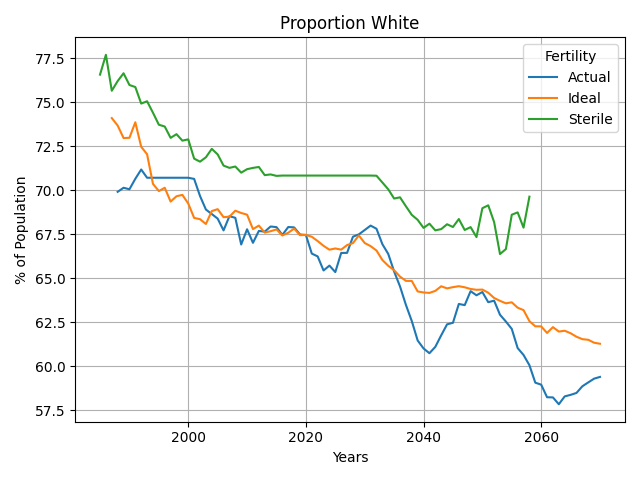 Proportion White
% of Population
77.5
75.0
72.5
70.0
67.5
65.0
62.5
60.0
57.5
Fertility
Actual
Ideal
Sterile
2000
2020
2040
2060
Years